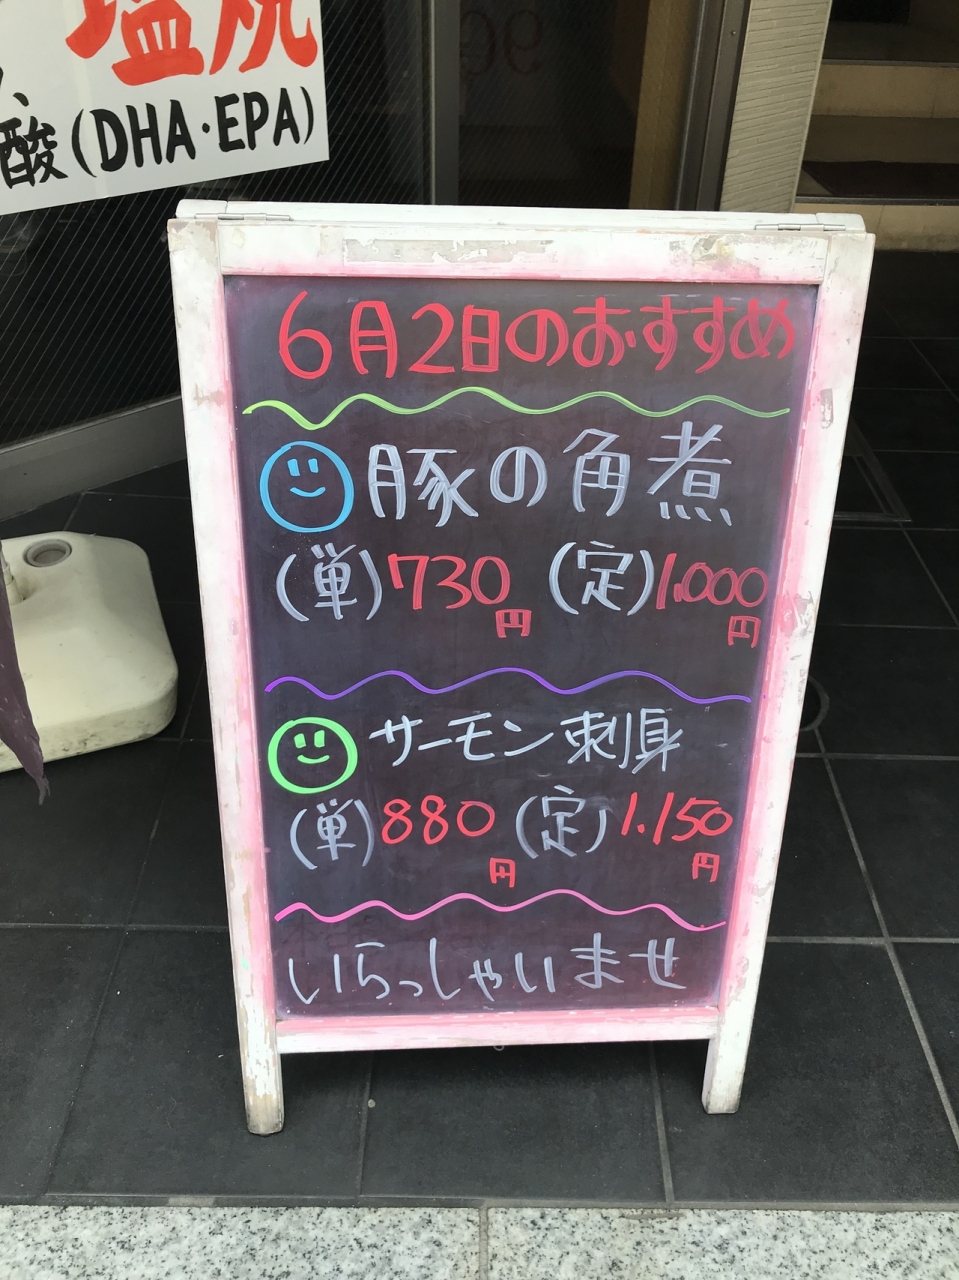 塩焼
酸(DHA・EPA)
6月2日のおすすめ
豚の角煮
(単)730円 (定)1.000円
サーモン刺身
(単)880円 (定)1.150円
いらっしゃいませ